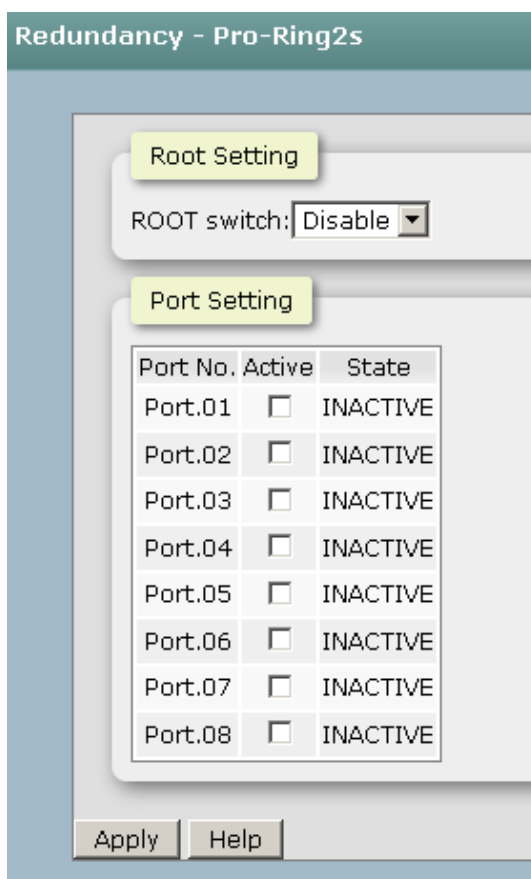 Redundancy - Pro-Ring2s
Root Setting
ROOT switch: Disable
Port Setting
Port No. Active State
Port.01 INACTIVE
Port.02 INACTIVE
Port.03 INACTIVE
Port.04 INACTIVE
Port.05 INACTIVE
Port.06 INACTIVE
Port.07 INACTIVE
Port.08 INACTIVE
Apply Help